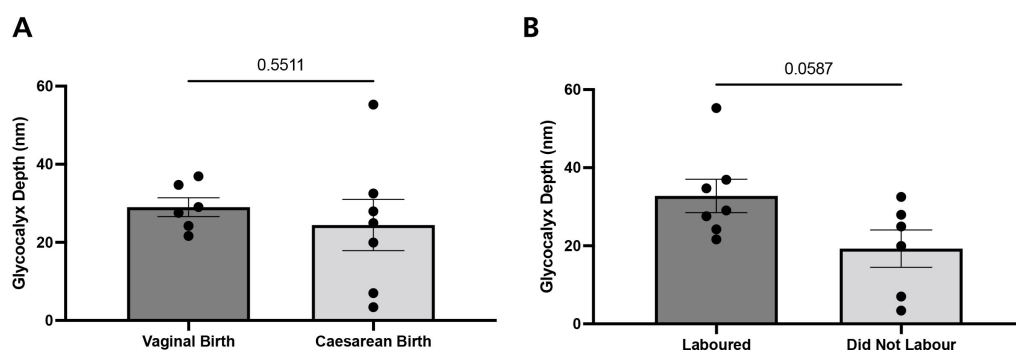 A
0.5511
60
40
20
0
Glycocalyx Depth (nm)
Vaginal Birth
Caesarean Birth
B
0.0587
60
40
20
0
Glycocalyx Depth (nm)
Laboured
Did Not Labour